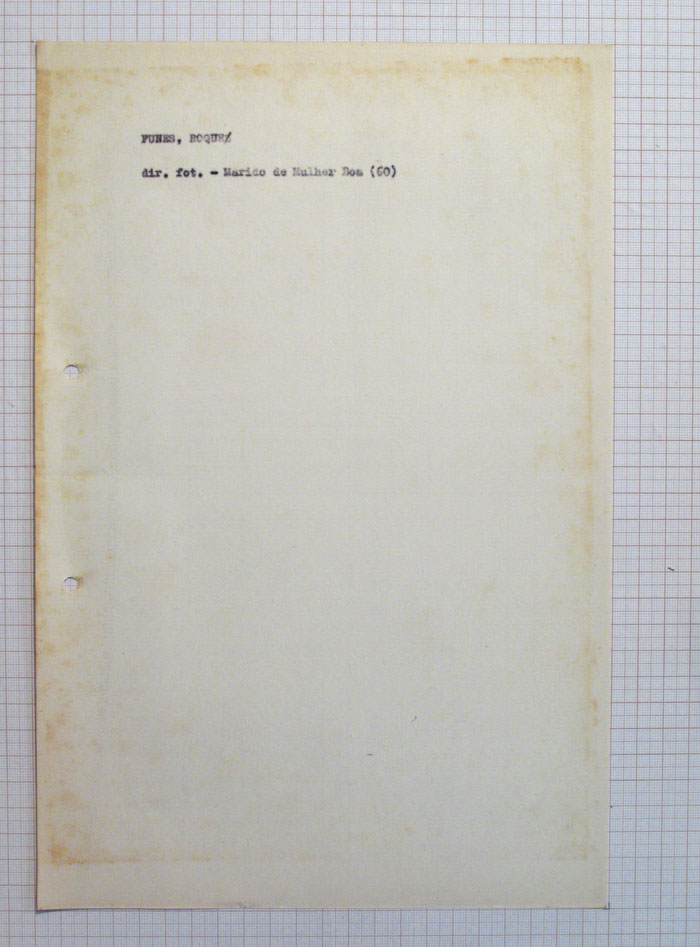 FUNES, ROQUE
dir. fot. - Marido de Mulher Boa (60)